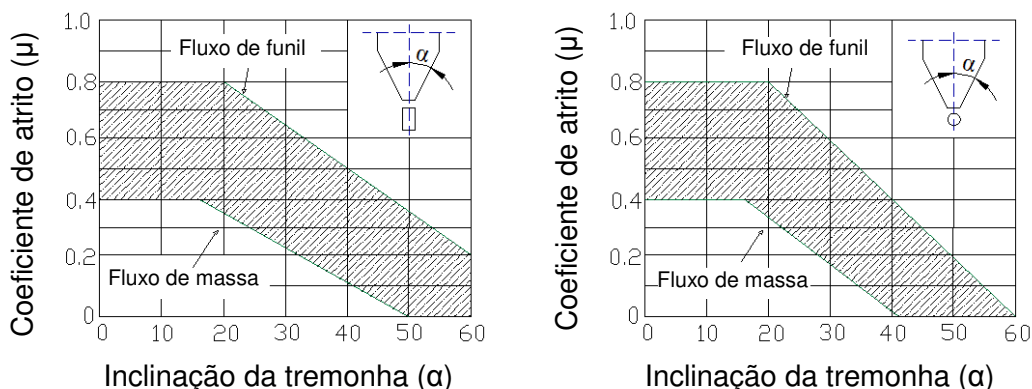 Coeficiente de atrito (μ)
1.0
0.8
0.6
0.4
0.2
0
Fluxo de funil
α
Fluxo de massa
0 10 20 30 40 50 60
Inclinação da tremonha (α)
Coeficiente de atrito (μ)
1.0
0.8
0.6
0.4
0.2
0
Fluxo de funil
α
Fluxo de massa
0 10 20 30 40 50 60
Inclinação da tremonha (α)